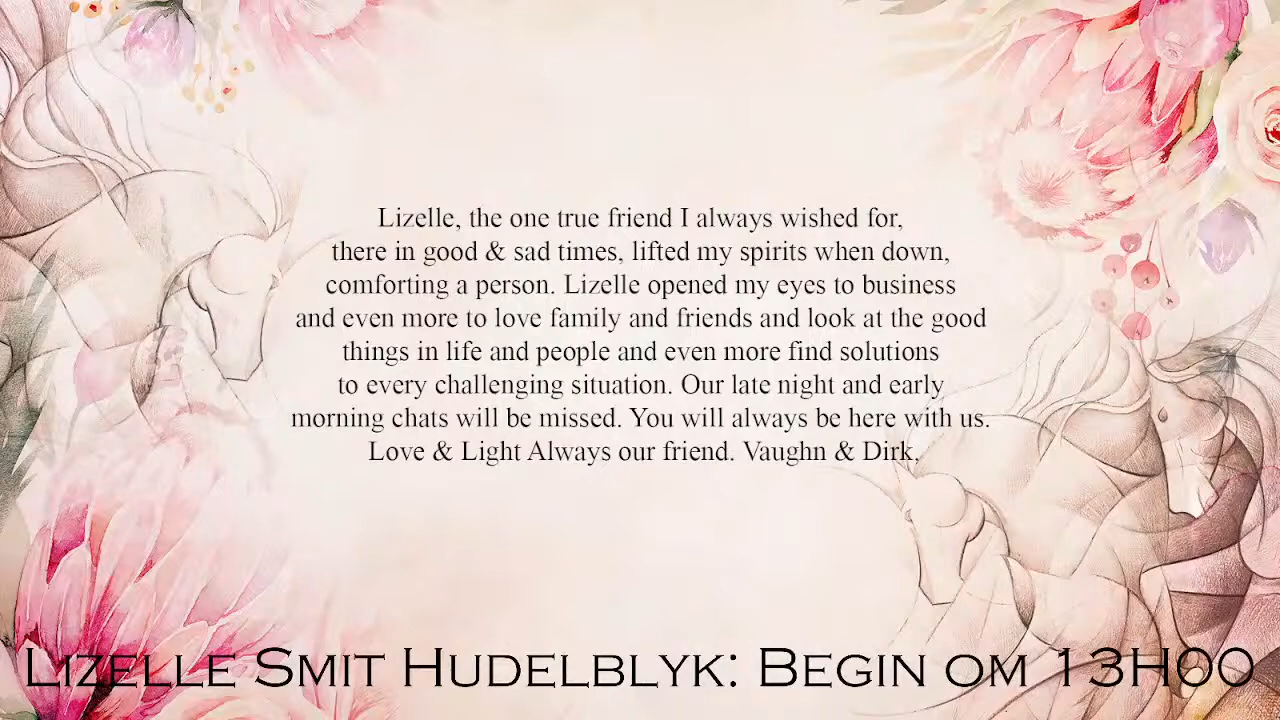 Lizelle, the one true friend I always wished for,
there in good & sad times, lifted my spirits when down,
comforting a person. Lizelle opened my eyes to business
and even more to love family and friends and look at the good
things in life and people and even more find solutions
to every challenging situation. Our late night and early
morning chats will be missed. You will always be here with us.
Love & Light Always our friend. Vaughn & Dirk,
Lizelle Smit Hudelblyk: Begin om 13H00